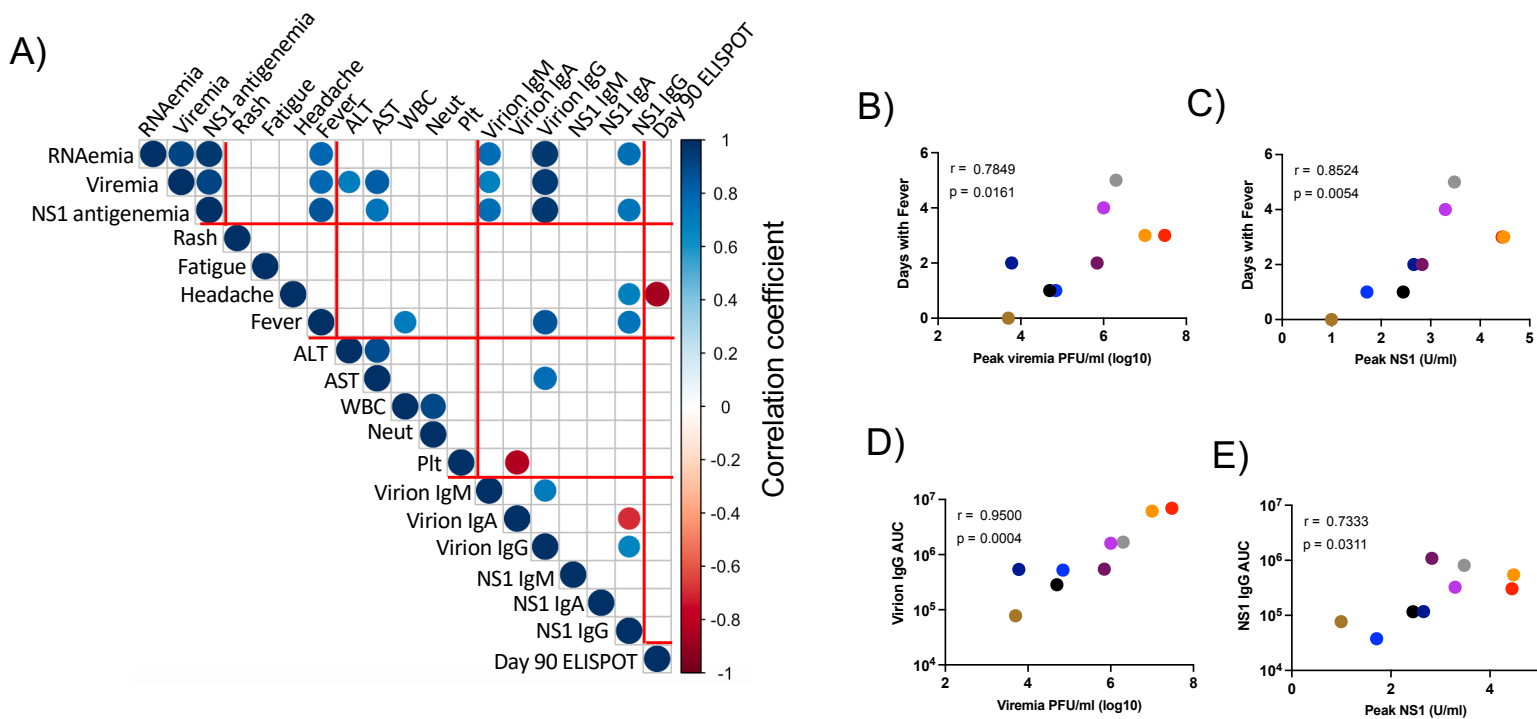 A)
RNAemia
Viremia
NS1 antigenemia
Rash
Fatigue
Headache
Fever
ALT
AST
WBC
Neut
Plt
Virion IgM
Virion IgA
Virion IgG
NS1 IgM
NS1 IgA
NS1 IgG
Day 90 ELISPOT
RNAemia
Viremia
NS1 antigenemia
Rash
Fatigue
Headache
Fever
ALT
AST
WBC
Neut
Plt
Virion IgM
Virion IgA
Virion IgG
NS1 IgM
NS1 IgA
NS1 IgG
Day 90 ELISPOT
1
0.8
0.6
0.4
0.2
0
-0.2
-0.4
-0.6
-0.8
-1
Correlation coefficient
B)
r = 0.7849
p = 0.0161
Days with Fever
6
4
2
0
2 4 6 8
Peak viremia PFU/ml (log10)
C)
r = 0.8524
p = 0.0054
Days with Fever
6
4
2
0
0 1 2 3 4 5
Peak NS1 (U/ml)
D)
r = 0.9500
p = 0.0004
Virion IgG AUC
10⁷
10⁶
10⁵
10⁴
2 4 6 8
Viremia PFU/ml (log10)
E)
r = 0.7333
p = 0.0311
NS1 IgG AUC
10⁷
10⁶
10⁵
10⁴
0 2 4
Peak NS1 (U/ml)